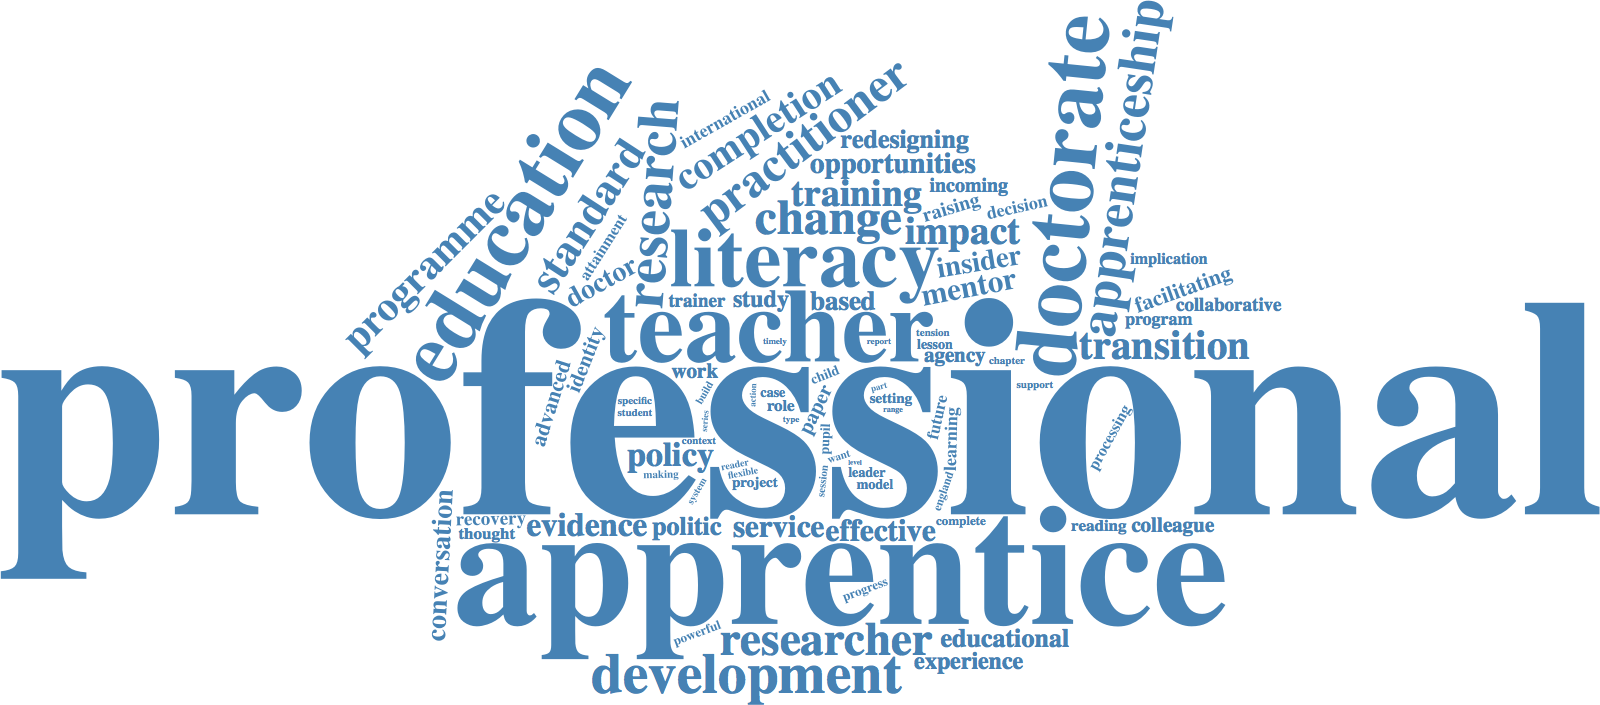 doctorate
apprenticeship
education
international
completion
practitioner
research
standard
redesigning
opportunities
training
incoming
programme
attainment
doctor
change
raising
decision
impact
literacy
insider
mentor
implication
facilitating
collaborative
program
transition
trainer
study
based
teacher
timely
report
tension
lesson
agency
chapter
support
professional
identity
advanced
work
build
series
child
paper
specific
student
action
case
role
type
part
setting
range
future
learning
processing
policy
context
making
reader
flexible
project
system
pupil
session
want
level
leader
model
england
conversation
recovery
thought
evidence
politic
service
effective
complete
reading
colleague
apprentice
progress
powerful
researcher
educational
experience
development